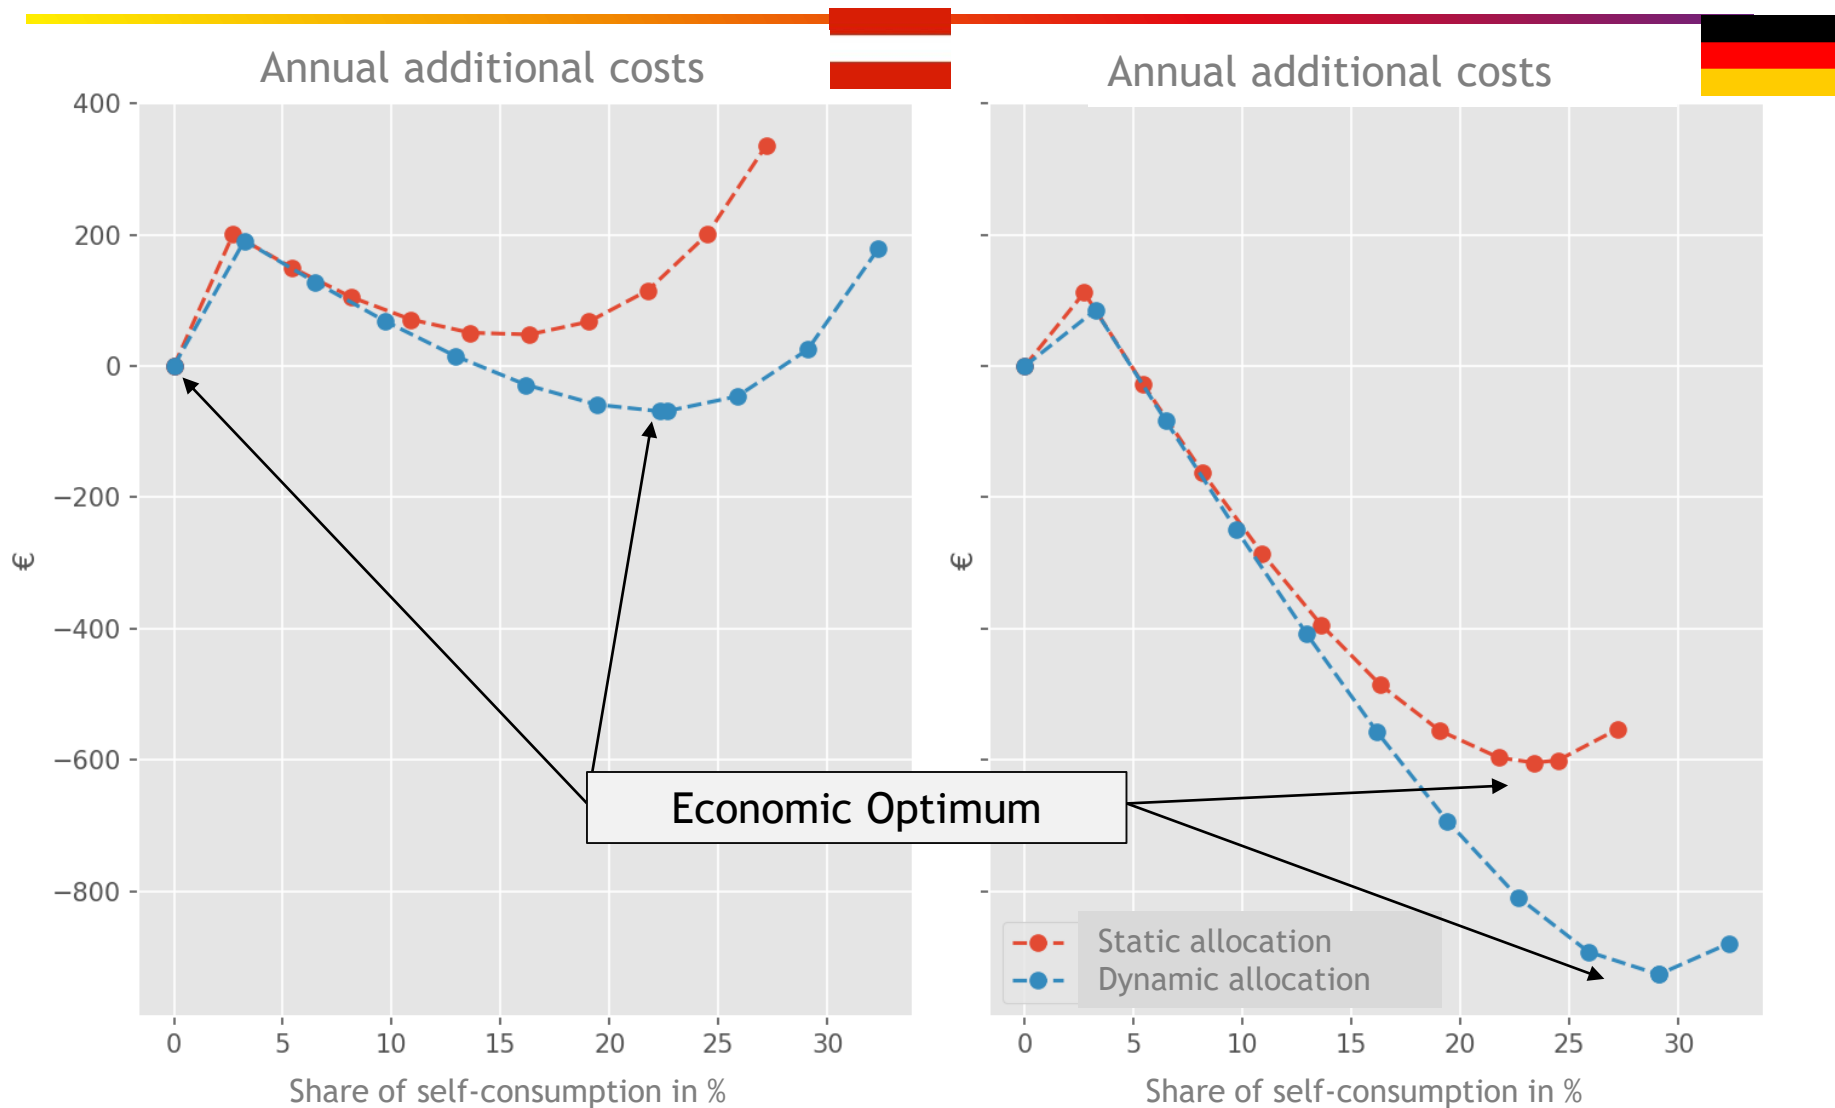 Annual additional costs
400
200
0
−200
−400
−600
−800
€
0 5 10 15 20 25 30
Share of self-consumption in %
Annual additional costs
€
Economic Optimum
Static allocation
Dynamic allocation
0 5 10 15 20 25 30
Share of self-consumption in %